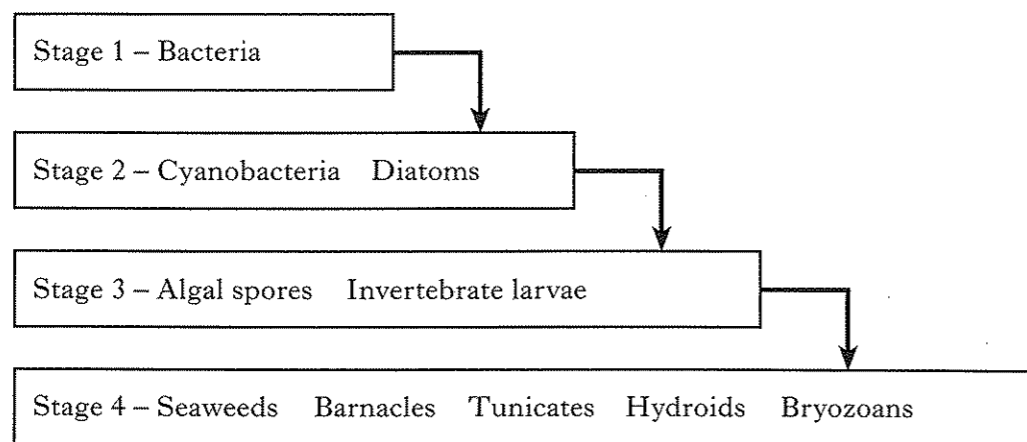 Stage 1 – Bacteria
Stage 2 – Cyanobacteria Diatoms
Stage 3 – Algal spores Invertebrate larvae
Stage 4 – Seaweeds Barnacles Tunicates Hydroids Bryozoans